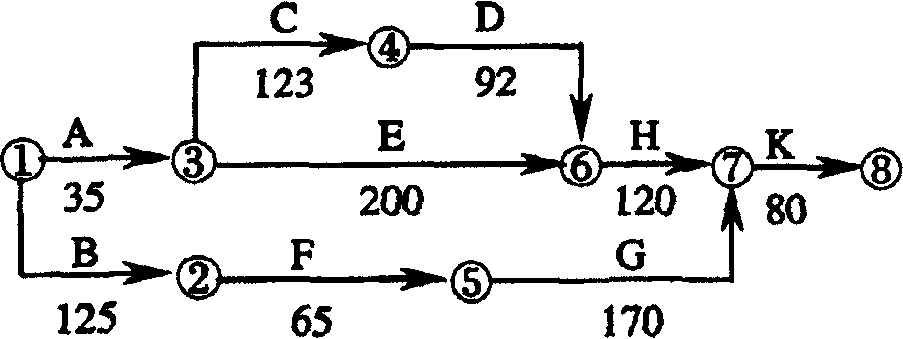 C D
④
123 92
A E H K
① ③ ⑥ ⑦ ⑧
35 200 120 80
B F G
② ⑤
125 65 170